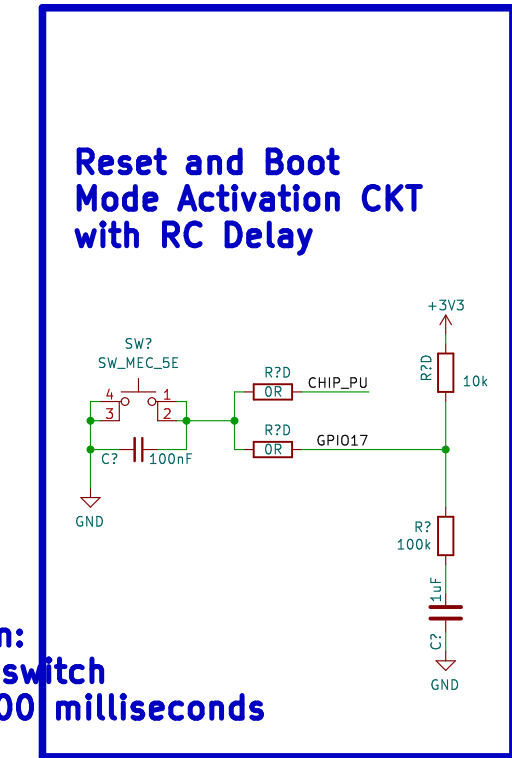 Reset and Boot
Mode Activation CKT
with RC Delay
+3V3
SW?
SW_MEC_5E
R?D
10k
R?D
0R
CHIP_PU
4
1
3
2
R?D
0R
GPIO17
C?
100nF
GND
R?
100k
1uF
C?
GND
n:
switch
00 milliseconds